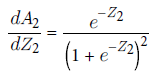 dA₂/dZ₂ = e^(-Z₂) / (1 + e^(-Z₂))²